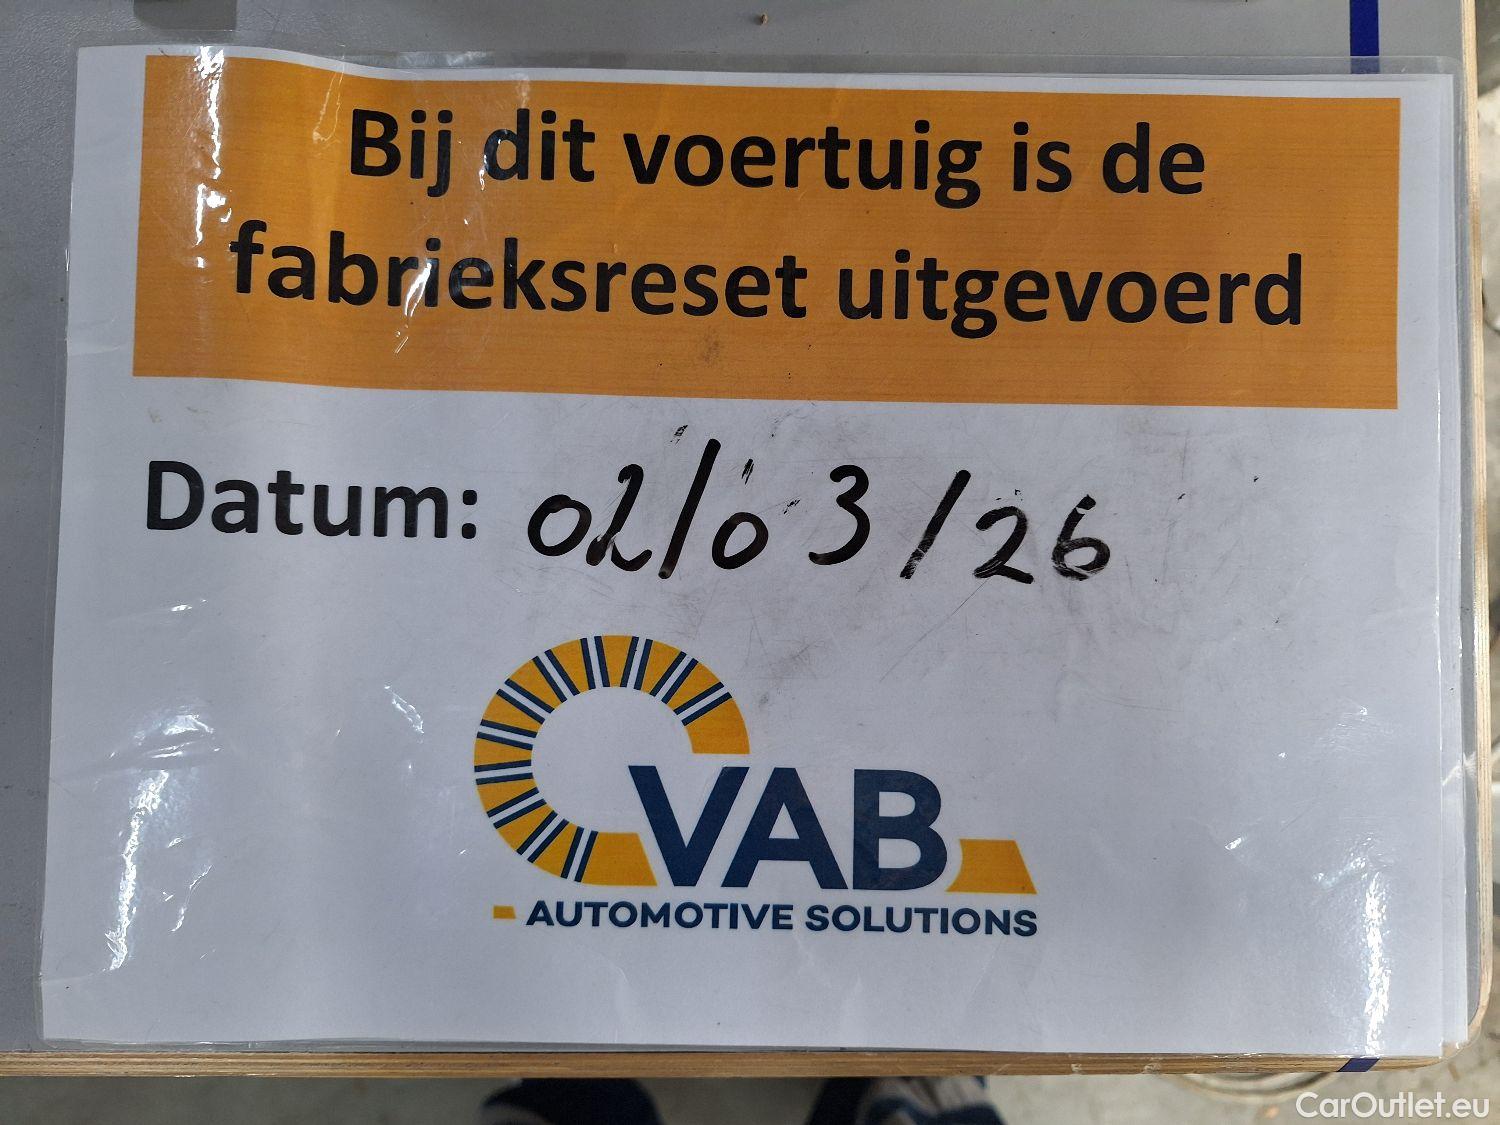 Bij dit voertuig is de
fabrieksreset uitgevoerd
Datum: 02/03/26
VAB
AUTOMOTIVE SOLUTIONS
CarOutlet.eu